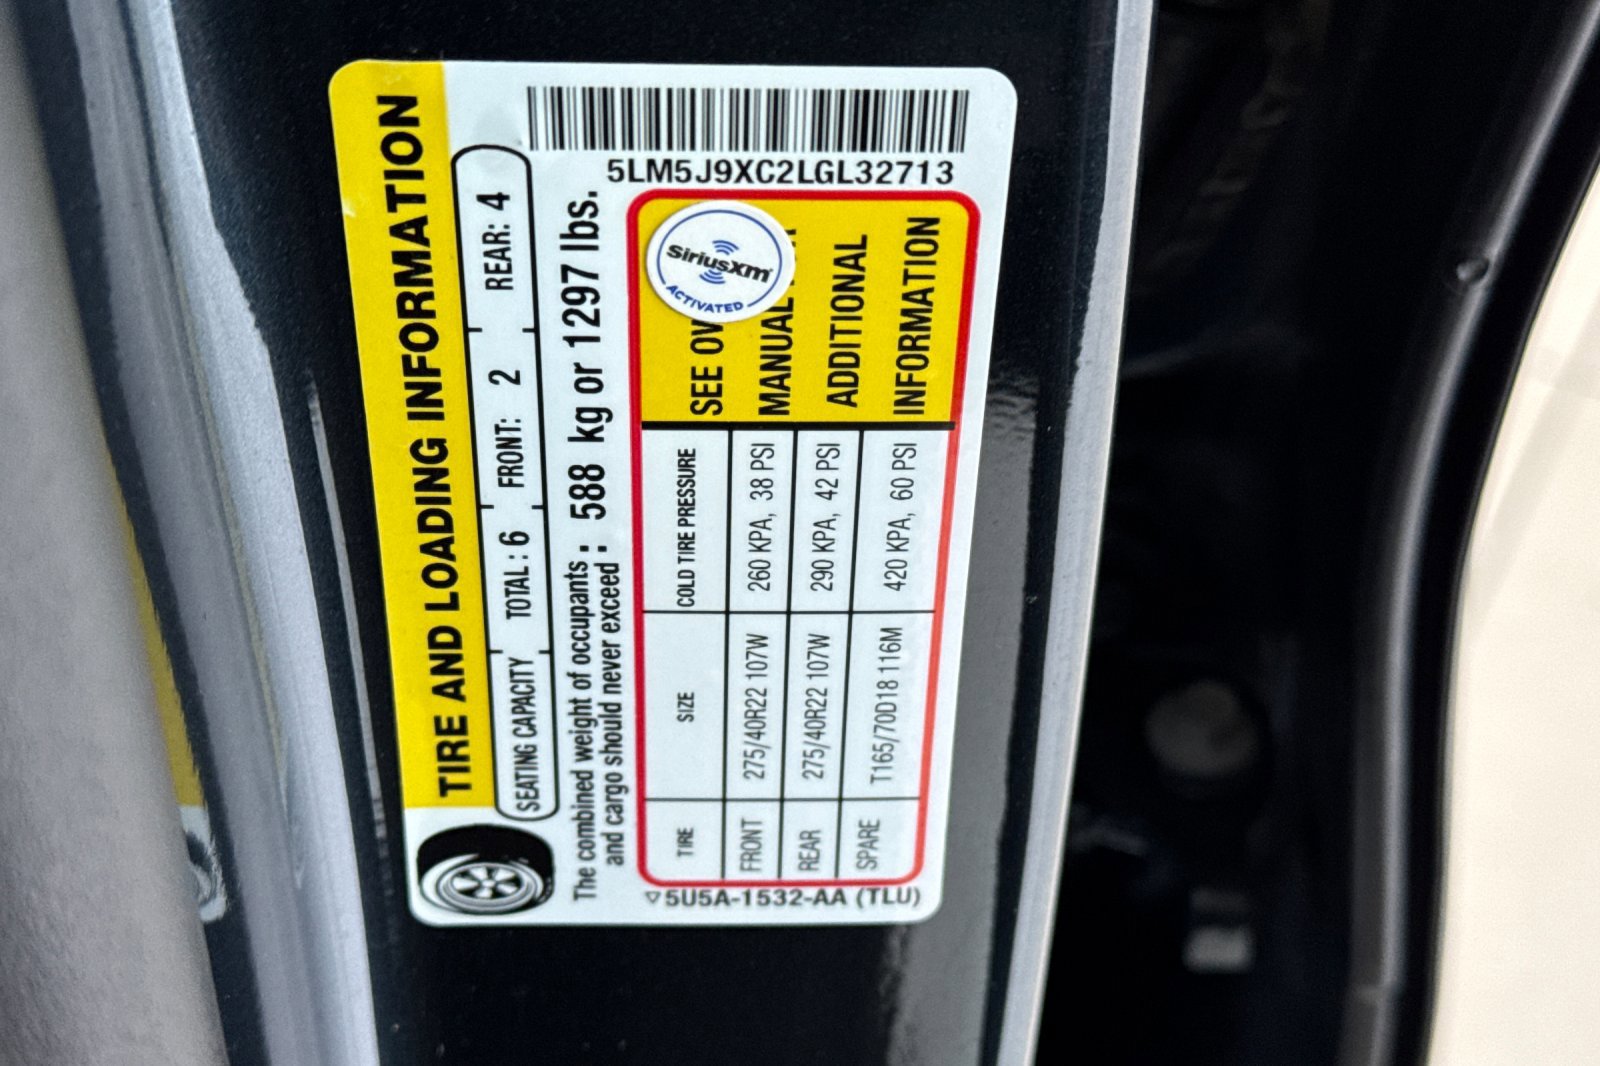 5LM5J9XC2LGL32713
TIRE AND LOADING INFORMATION
SEATING CAPACITY TOTAL : 6 FRONT: 2 REAR: 4
The combined weight of occupants : 588 kg or 1297 lbs.
and cargo should never exceed :
TIRE SIZE COLD TIRE PRESSURE
FRONT 275/40R22 107W 260 KPA, 38 PSI
REAR 275/40R22 107W 290 KPA, 42 PSI
SPARE T165/70D18 116M 420 KPA, 60 PSI
SEE OW
MANUAL
ADDITIONAL
INFORMATION
siriusxm
ACTIVATED
5U5A-1532-AA (TLU)